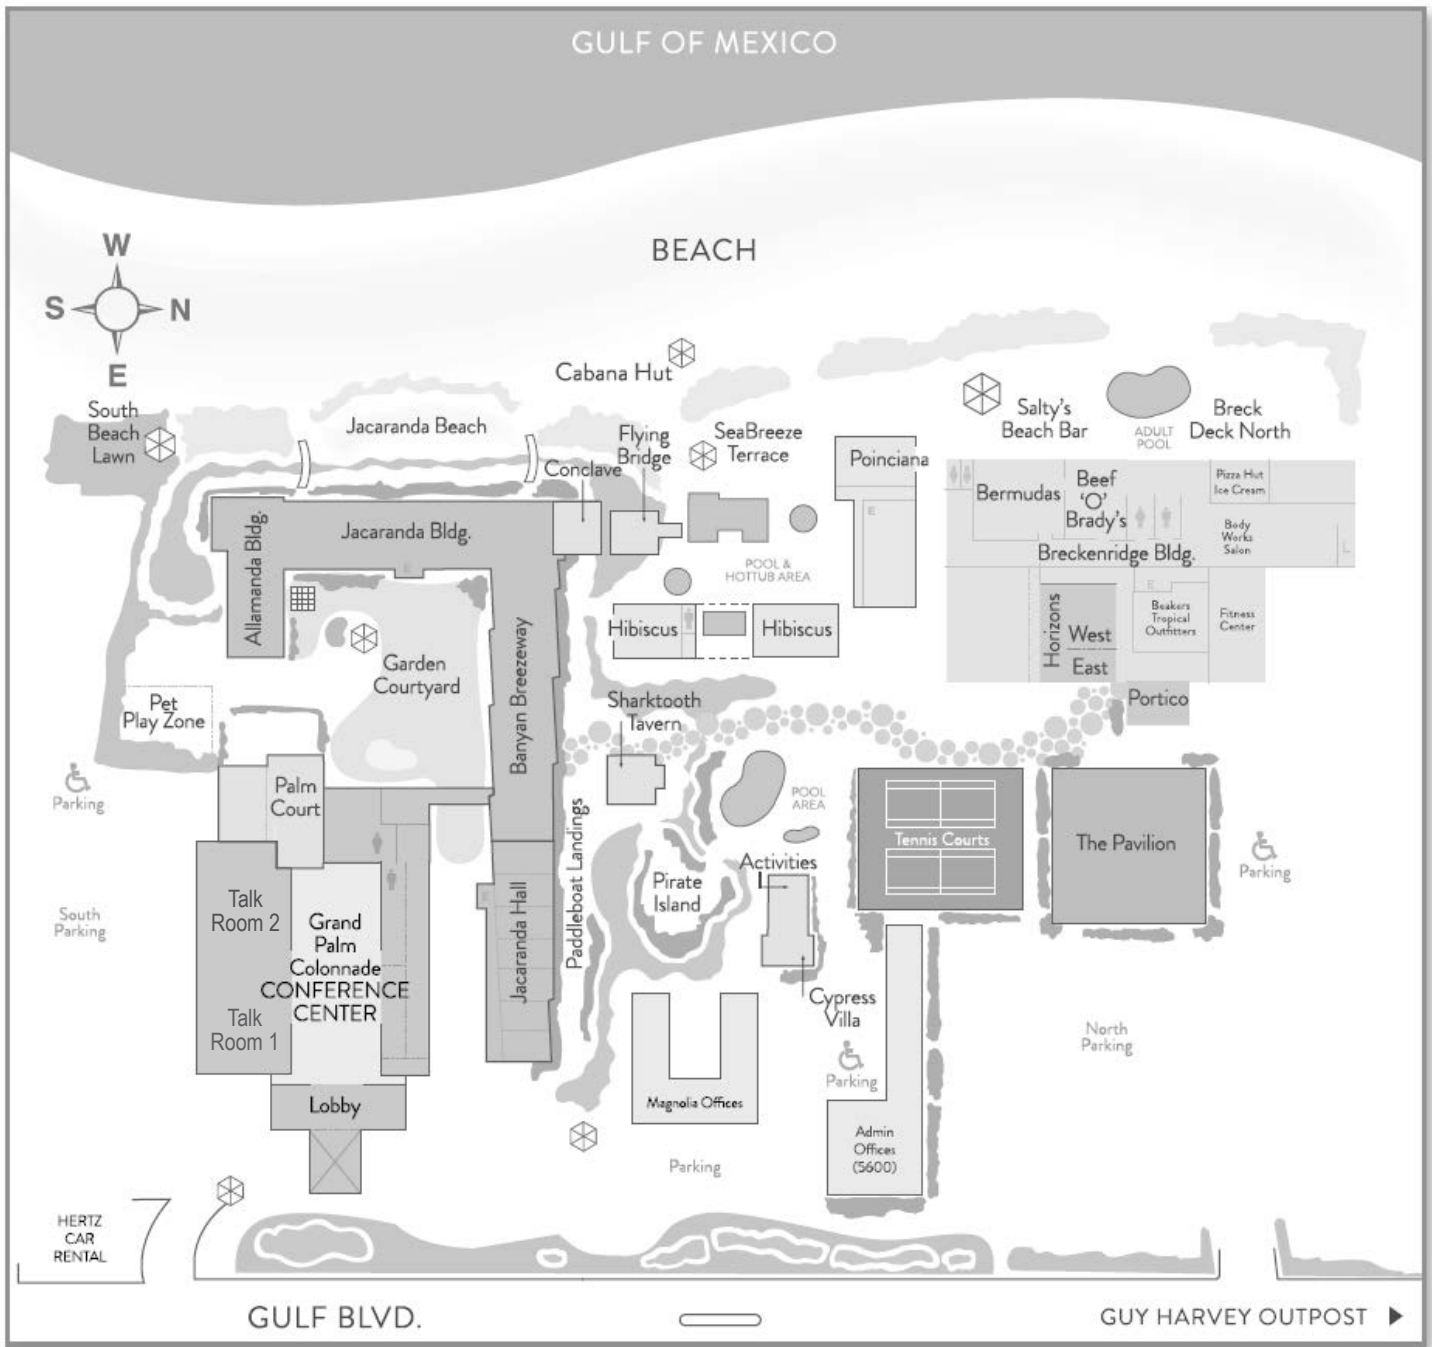 GULF OF MEXICO
BEACH
W
S
N
E
Cabana Hut
South
Beach
Lawn
Jacaranda Beach
Flying
Bridge
SeaBreeze
Terrace
Conclave
Salty's
Beach Bar
ADULT
POOL
Breck
Deck North
Poinciana
E
Bermudas
Beef
'O'
Brady's
Pizza Hut
Ice Cream
Body
Works
Salon
L
Breckenridge Bldg.
Allamanda Bldg.
Jacaranda Bldg.
E
POOL &
HOTTUB AREA
Hibiscus
Hibiscus
Horizons
West
East
E
Beakers
Tropical
Outfitters
Fitness
Center
Garden
Courtyard
Banyan Breezeway
Pet
Play Zone
Sharktooth
Tavern
Portico
Parking
Palm
Court
POOL
AREA
Tennis Courts
The Pavilion
Parking
Paddleboat Landings
Activities
Pirate
Island
South
Parking
Talk
Room 2
Grand
Palm
Colonnade
CONFERENCE
CENTER
Talk
Room 1
E
Jacaranda Hall
Cypress
Villa
Parking
North
Parking
Lobby
Magnolia Offices
Admin
Offices
(5600)
Parking
HERTZ
CAR
RENTAL
GULF BLVD.
GUY HARVEY OUTPOST